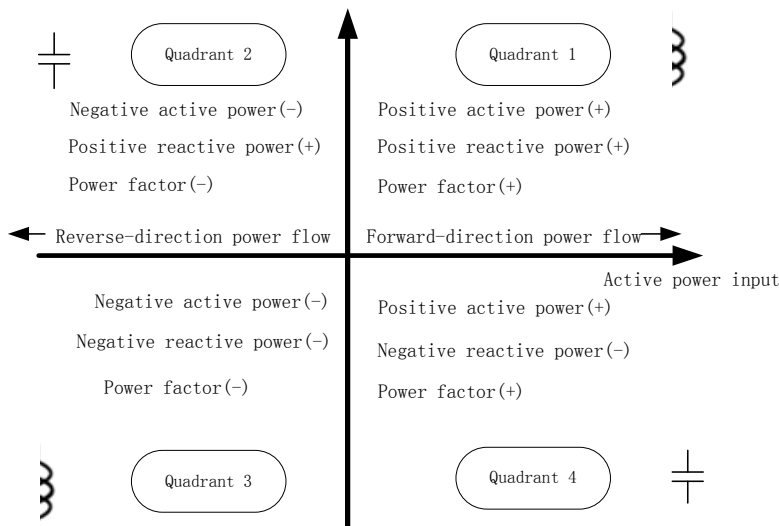 Quadrant 2
Quadrant 1
Negative active power(-)
Positive active power(+)
Positive reactive power(+)
Positive reactive power(+)
Power factor(-)
Power factor(+)
Reverse-direction power flow
Forward-direction power flow
Active power input
Negative active power(-)
Positive active power(+)
Negative reactive power(-)
Negative reactive power(-)
Power factor(-)
Power factor(+)
Quadrant 3
Quadrant 4